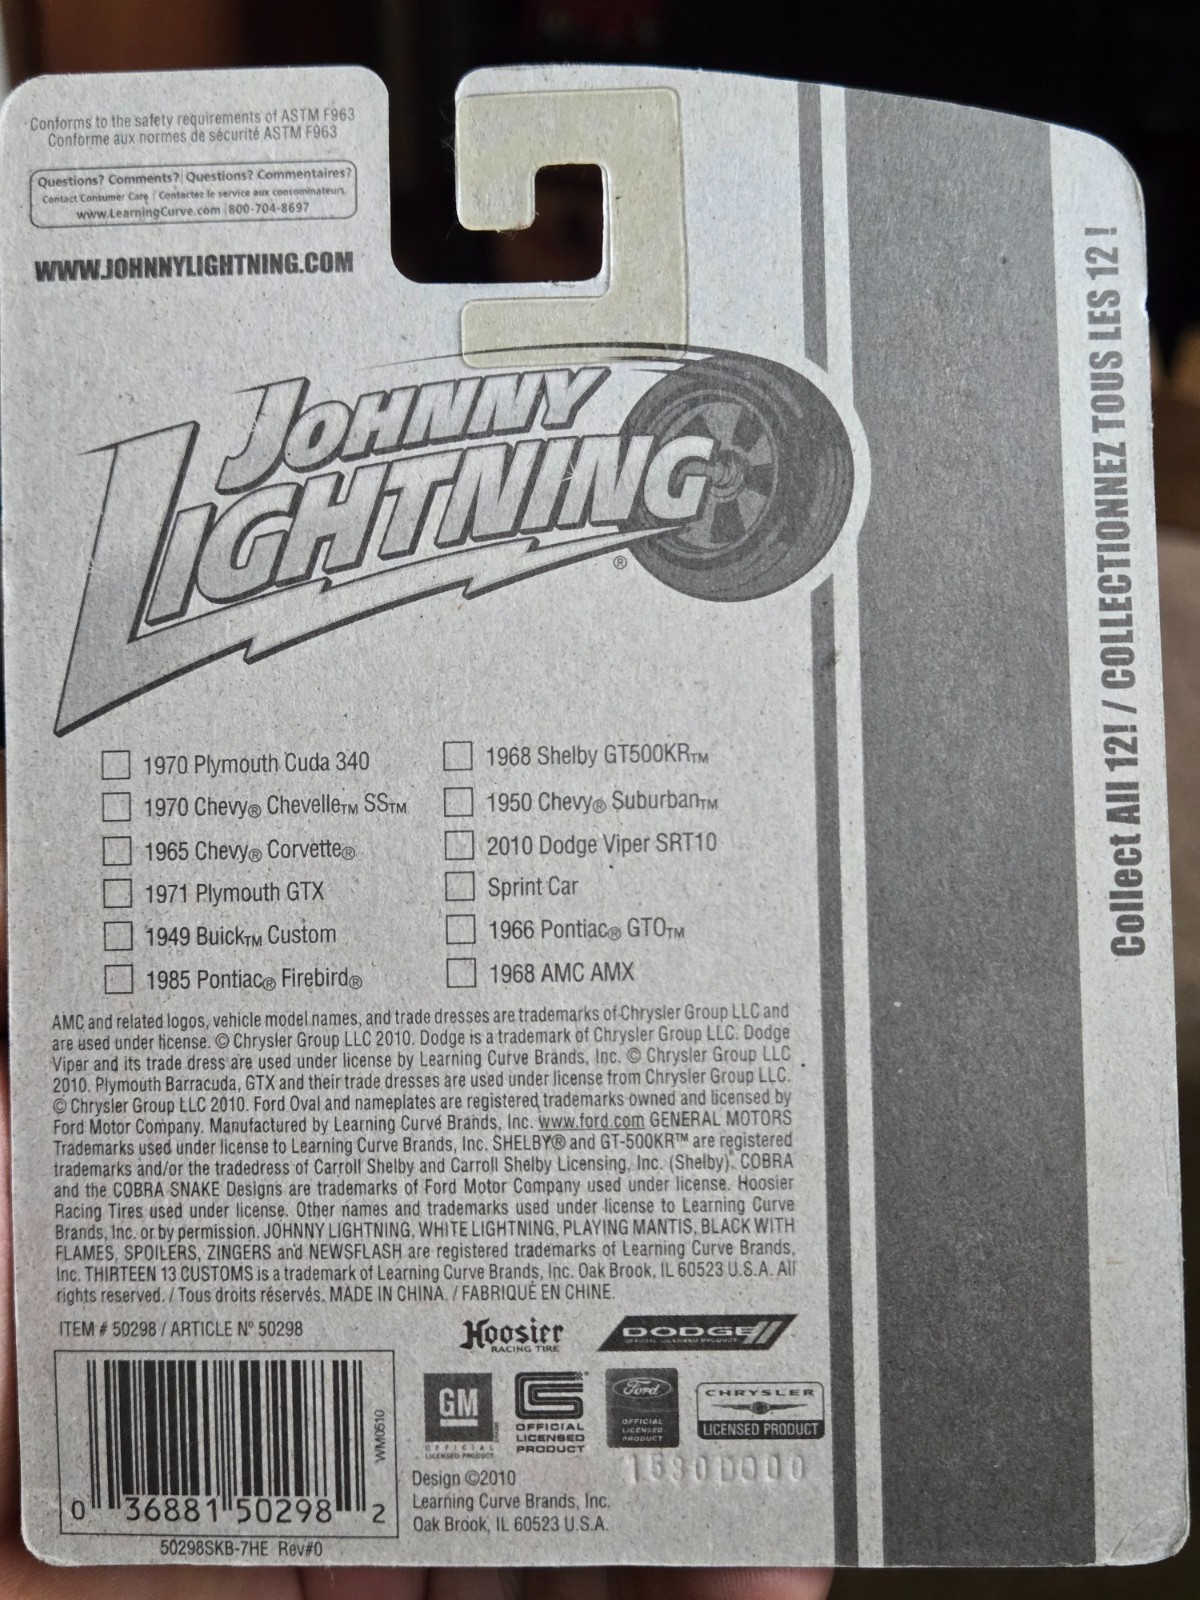 Conforms to the safety requirements of ASTM F963
Conforme aux normes de sécurité ASTM F963
Questions? Comments? | Questions? Commentaires?
Contact Consumer Care | Contactez le service aux consommateurs
www.LearningCurve.com | 800-704-8697
WWW.JOHNNYLIGHTNING.COM
JOHNNY
LIGHTNING®
1970 Plymouth Cuda 340
1970 Chevy® Chevelle™ SS™
1965 Chevy® Corvette®
1971 Plymouth GTX
1949 Buick™ Custom
1985 Pontiac® Firebird®
1968 Shelby GT500KR™
1950 Chevy® Suburban™
2010 Dodge Viper SRT10
Sprint Car
1966 Pontiac® GTO™
1968 AMC AMX
Collect All 12! / COLLECTIONNEZ TOUS LES 12 !
AMC and related logos, vehicle model names, and trade dresses are trademarks of Chrysler Group LLC and
are used under license. © Chrysler Group LLC 2010. Dodge is a trademark of Chrysler Group LLC. Dodge
Viper and its trade dress are used under license by Learning Curve Brands, Inc. © Chrysler Group LLC
2010. Plymouth Barracuda, GTX and their trade dresses are used under license from Chrysler Group LLC.
© Chrysler Group LLC 2010. Ford Oval and nameplates are registered trademarks owned and licensed by
Ford Motor Company. Manufactured by Learning Curve Brands, Inc. www.ford.com GENERAL MOTORS
Trademarks used under license to Learning Curve Brands, Inc. SHELBY® and GT-500KR™ are registered
trademarks and/or the tradedress of Carroll Shelby and Carroll Shelby Licensing, Inc. (Shelby). COBRA
and the COBRA SNAKE Designs are trademarks of Ford Motor Company used under license. Hoosier
Racing Tires used under license. Other names and trademarks used under license to Learning Curve
Brands, Inc. or by permission. JOHNNY LIGHTNING, WHITE LIGHTNING, PLAYING MANTIS, BLACK WITH
FLAMES, SPOILERS, ZINGERS and NEWSFLASH are registered trademarks of Learning Curve Brands,
Inc. THIRTEEN 13 CUSTOMS is a trademark of Learning Curve Brands, Inc. Oak Brook, IL 60523 U.S.A. All
rights reserved. / Tous droits réservés. MADE IN CHINA. / FABRIQUÉ EN CHINE.
ITEM # 50298 / ARTICLE N° 50298
Hoosier
RACING TIRE
DODGE
GM
OFFICIAL
LICENSED PRODUCT
OFFICIAL
LICENSED
PRODUCT
Ford
OFFICIAL
LICENSED
PRODUCT
CHRYSLER
LICENSED PRODUCT
WM0510
0 36881 50298 2
50298SKB-7HE Rev#0
1530D000
Design ©2010
Learning Curve Brands, Inc.
Oak Brook, IL 60523 U.S.A.